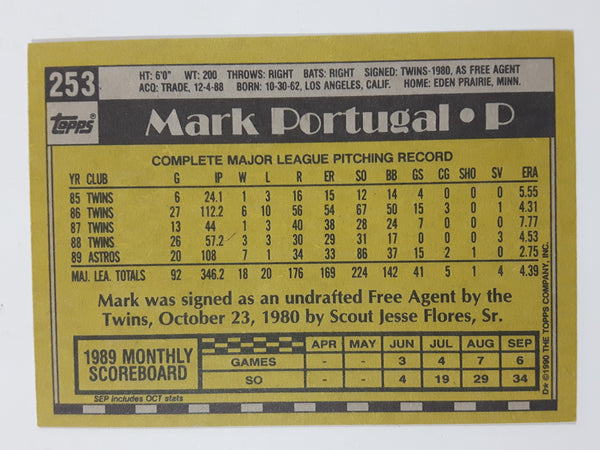 253
HT: 6'0" WT: 200 THROWS: RIGHT BATS: RIGHT SIGNED: TWINS-1980, AS FREE AGENT
ACQ: TRADE, 12-4-88 BORN: 10-30-62, LOS ANGELES, CALIF. HOME: EDEN PRAIRIE, MINN.
Topps
Mark Portugal • P
COMPLETE MAJOR LEAGUE PITCHING RECORD
YR CLUB G IP W L R ER SO BB GS CG SHO SV ERA
85 TWINS 6 24.1 1 3 16 15 12 14 4 0 0 0 5.55
86 TWINS 27 112.2 6 10 56 54 67 50 15 3 0 1 4.31
87 TWINS 13 44 1 3 40 38 28 24 7 0 0 0 7.77
88 TWINS 26 57.2 3 3 30 29 31 17 0 0 0 3 4.53
89 ASTROS 20 108 7 1 34 33 86 37 15 2 1 0 2.75
MAJ. LEA. TOTALS 92 346.2 18 20 176 169 224 142 41 5 1 4 4.39
Mark was signed as an undrafted Free Agent by the
Twins, October 23, 1980 by Scout Jesse Flores, Sr.
1989 MONTHLY
SCOREBOARD
APR MAY JUN JUL AUG SEP
GAMES 3 4 7 6
SO 4 19 29 34
SEP includes OCT stats
D* © 1990 THE TOPPS COMPANY, INC.